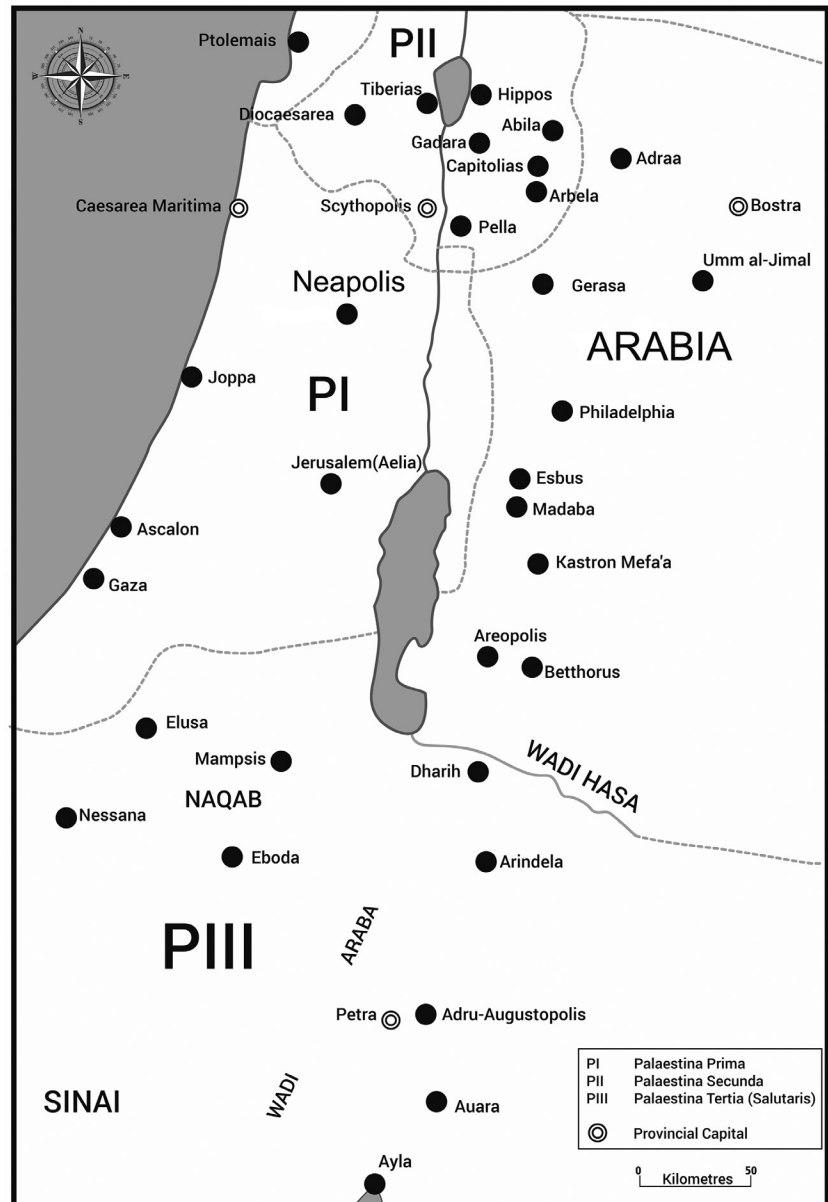 N
W
E
S
Ptolemais
PII
Tiberias
Hippos
Diocaesarea
Abila
Gadara
Capitolias
Adraa
Arbela
Caesarea Maritima
Scythopolis
Bostra
Pella
Umm al-Jimal
Neapolis
Gerasa
ARABIA
Joppa
PI
Philadelphia
Jerusalem(Aelia)
Esbus
Madaba
Ascalon
Kastron Mefa'a
Gaza
Areopolis
Betthorus
Elusa
Mampsis
Dharih
WADI HASA
NAQAB
Nessana
Eboda
Arindela
PIII
ARABA
Petra
Adru-Augustopolis
SINAI
WADI
Auara
Ayla
PI Palaestina Prima
PII Palaestina Secunda
PIII Palaestina Tertia (Salutaris)
Provincial Capital
0 50
Kilometres